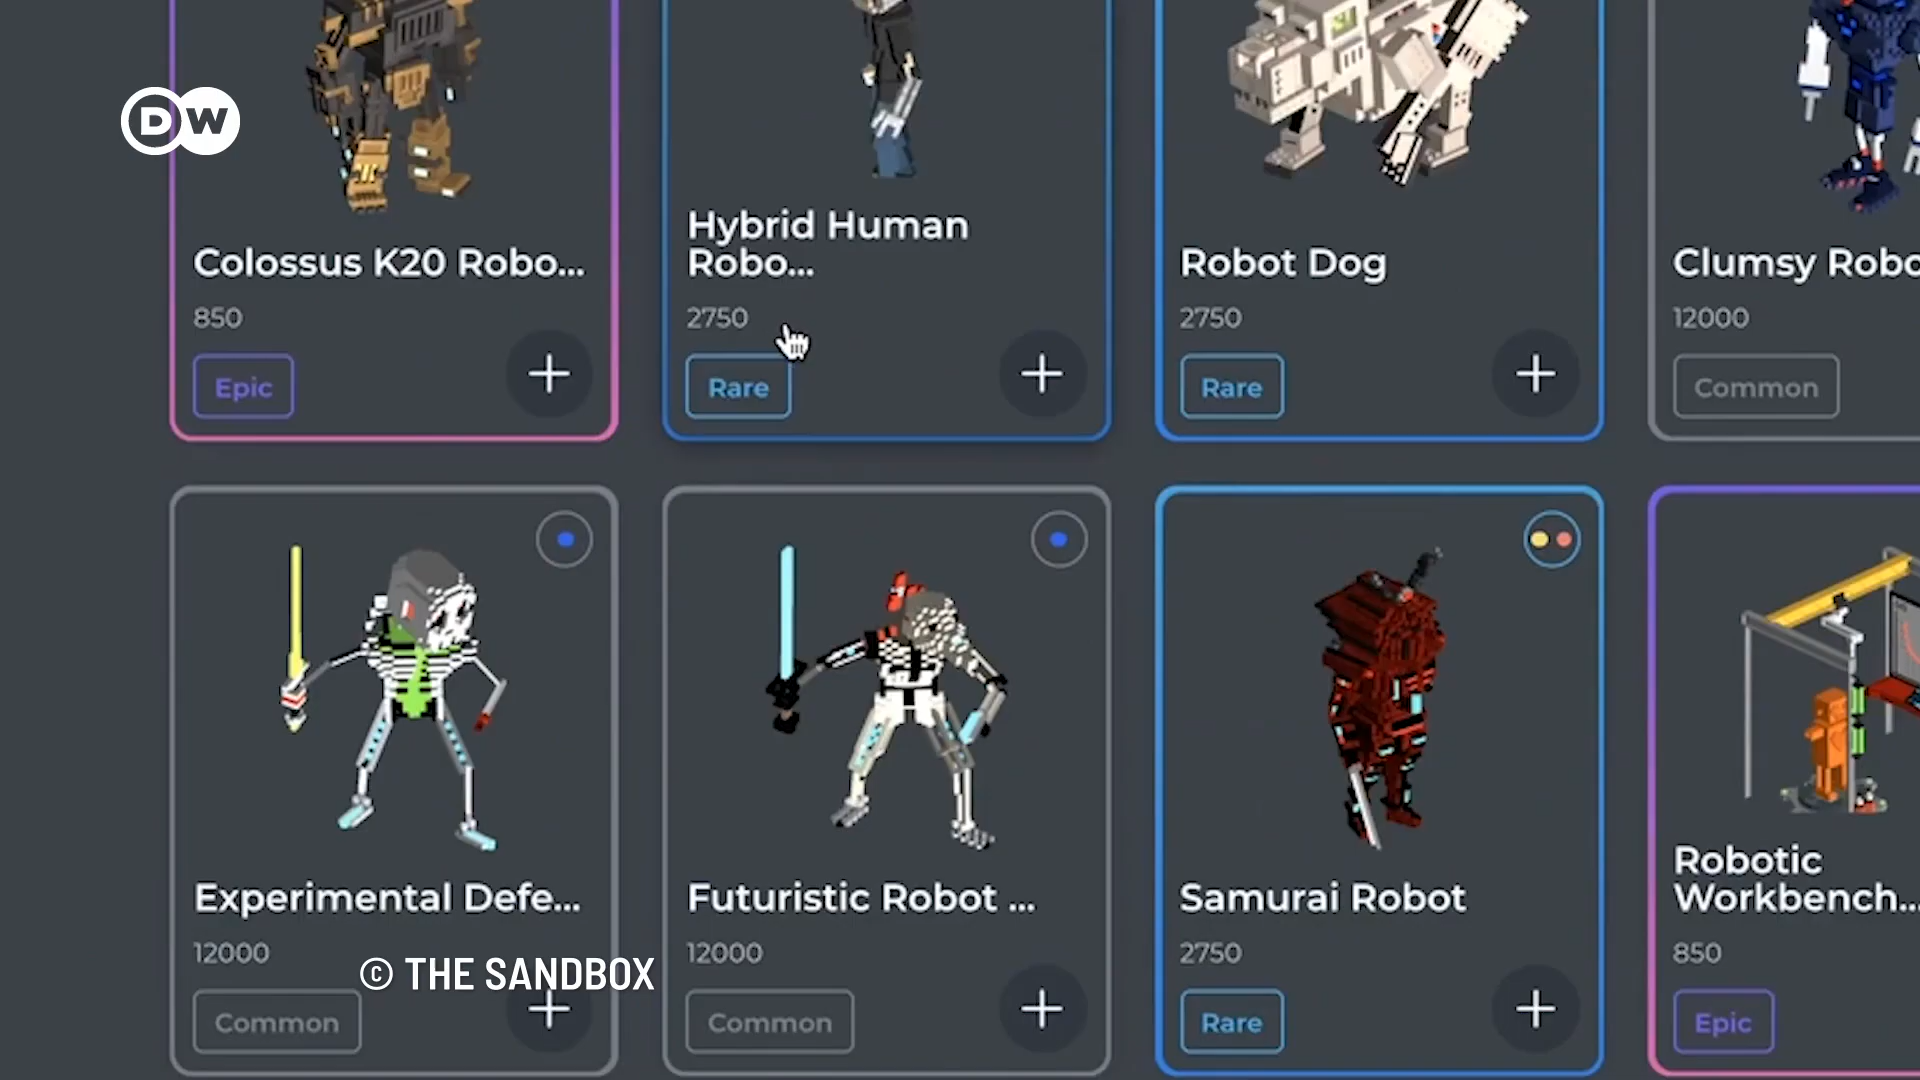 DW
Colossus K20 Robo...
850
Epic
Hybrid Human
Robo...
2750
Rare
Robot Dog
2750
Rare
Clumsy Robo
12000
Common
Experimental Defe...
12000
Common
Futuristic Robot ...
12000
Common
Samurai Robot
2750
Rare
Robotic
Workbench...
850
Epic
© THE SANDBOX